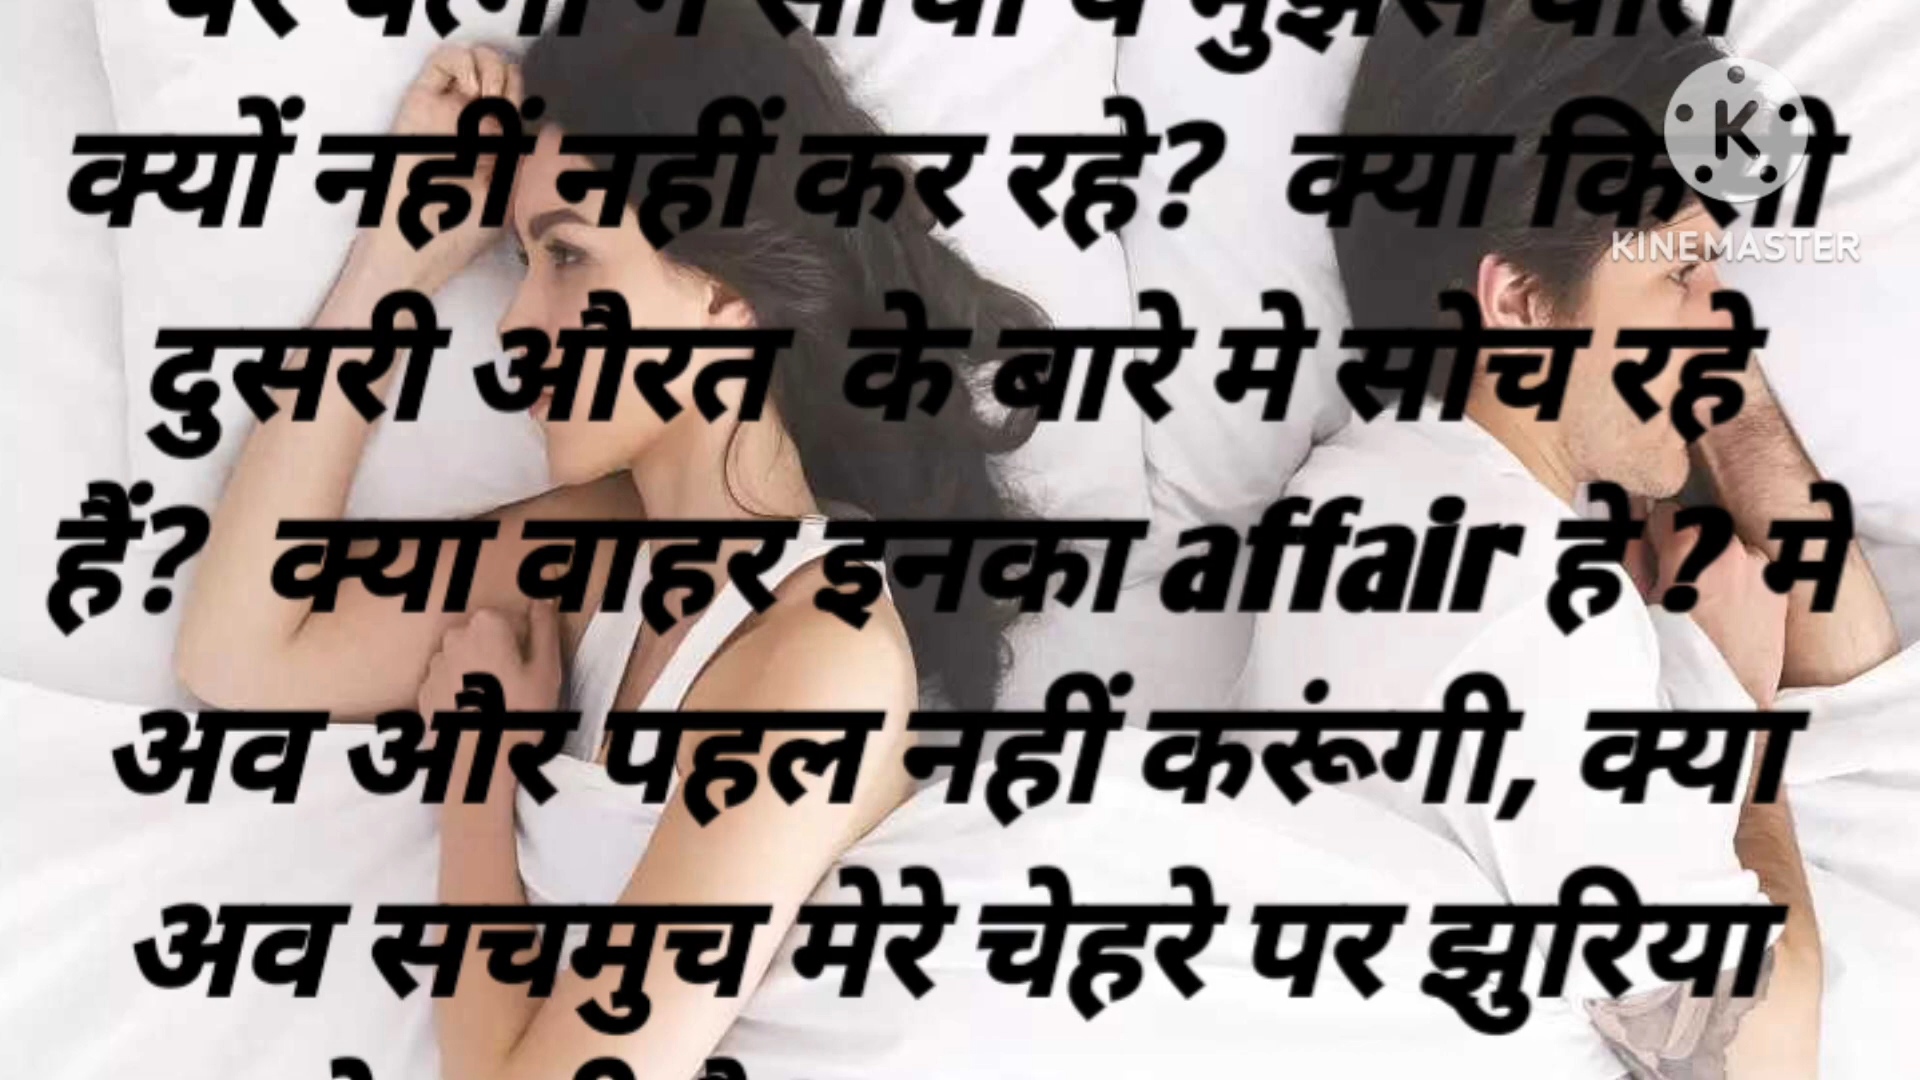 क्यों नहीं नहीं कर रहे? क्या किसी
KINEMASTER
दुसरी औरत के बारे मे सोच रहे
हैं? क्या वाहर इनका affair हे ? मे
अव और पहल नहीं करूंगी, क्या
अव सचमुच मेरे चेहरे पर झुरिया